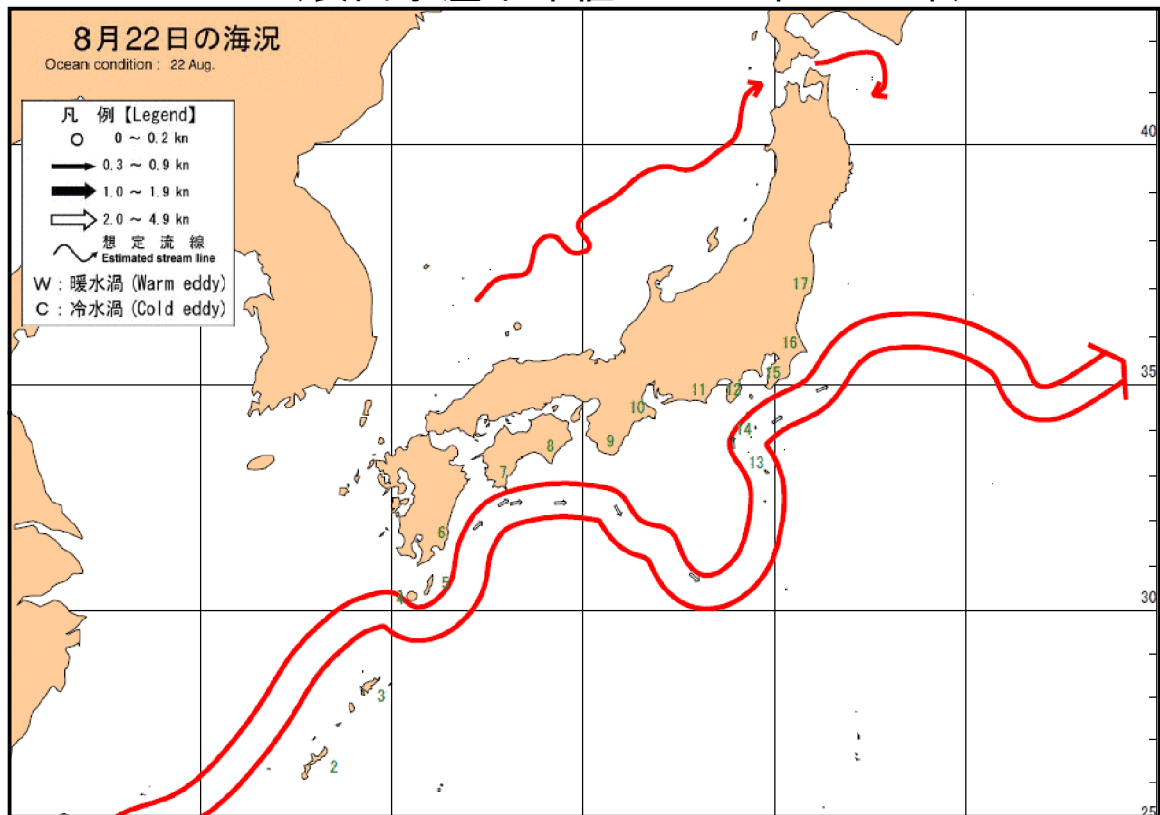 8月22日の海況
Ocean condition : 22 Aug.
凡 例【Legend】
0 ～ 0.2 kn
0.3 ～ 0.9 kn
1.0 ～ 1.9 kn
2.0 ～ 4.9 kn
想 定 流 線
Estimated stream line
W : 暖水渦 (Warm eddy)
C : 冷水渦 (Cold eddy)
40
17
16
35
15
12
11
10
14
9
8
13
7
6
5
4
30
3
2
25